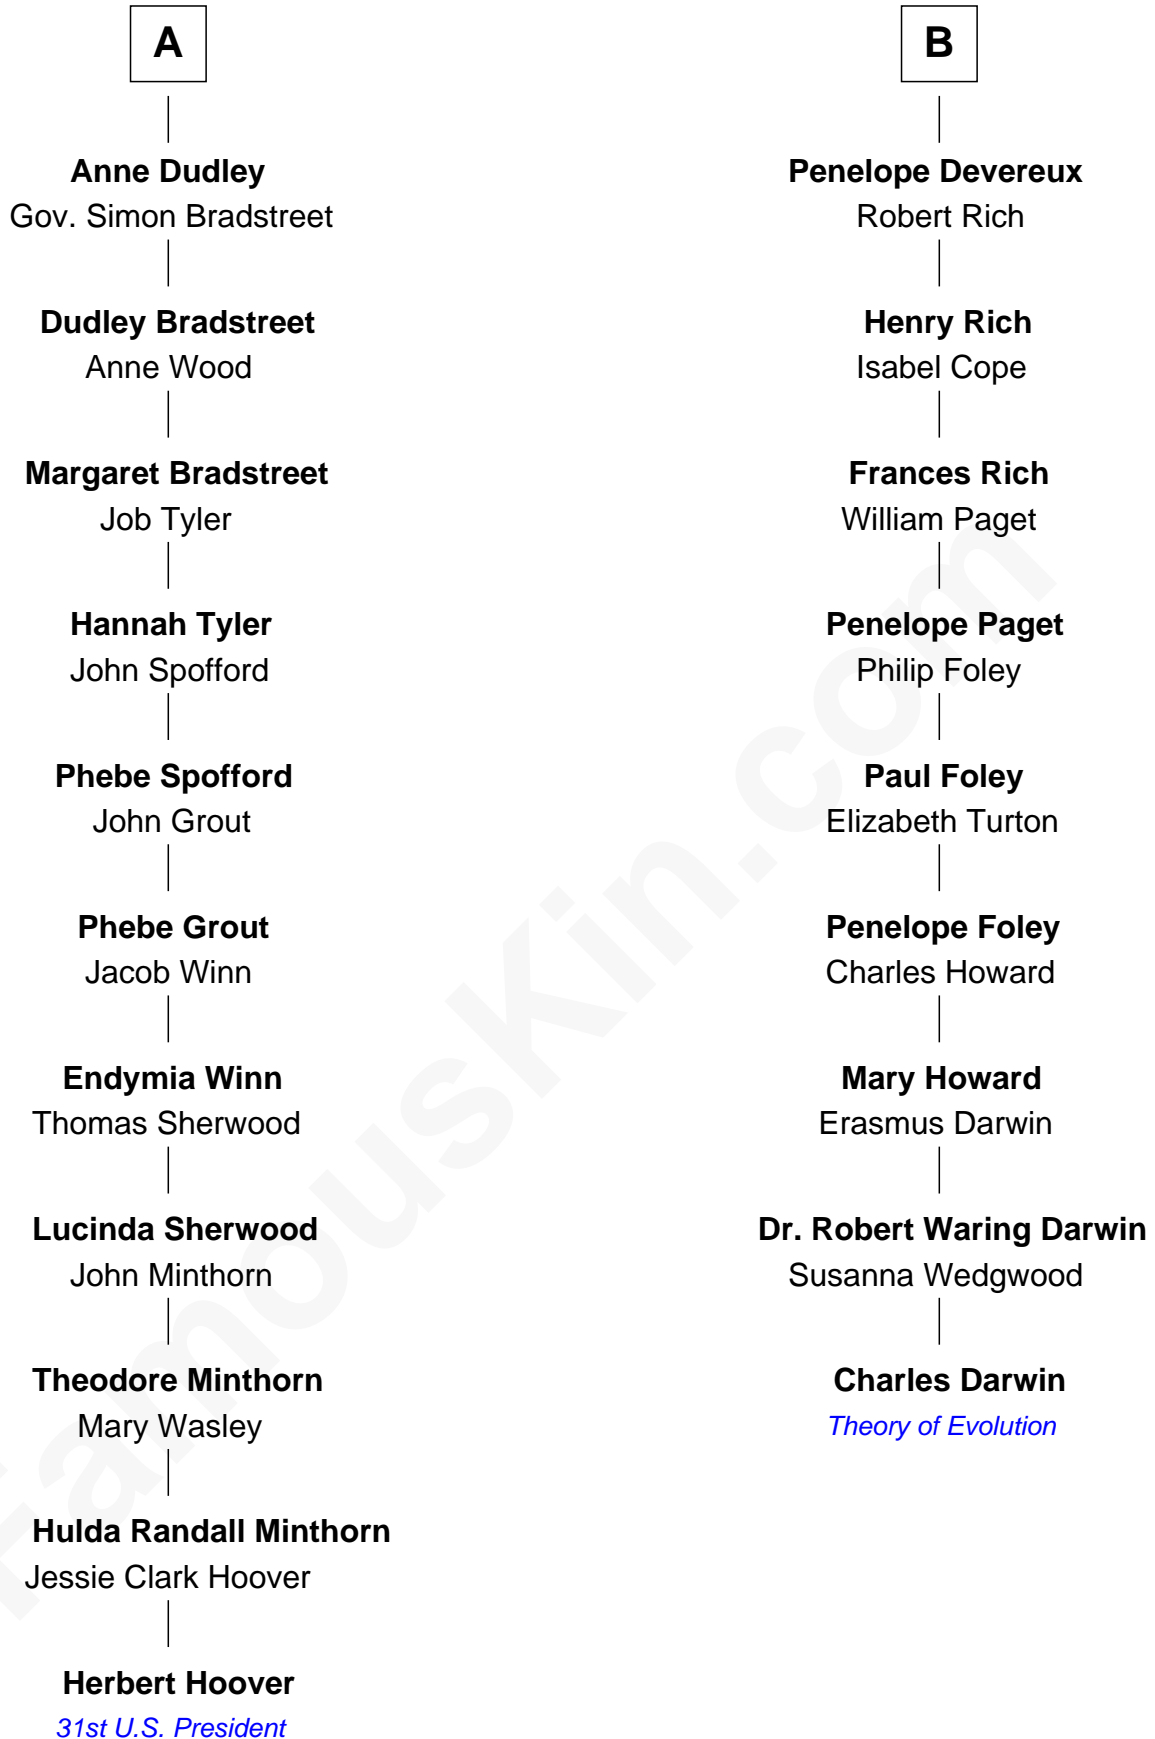 A
Anne Dudley
Gov. Simon Bradstreet
Dudley Bradstreet
Anne Wood
Margaret Bradstreet
Job Tyler
Hannah Tyler
John Spofford
Phebe Spofford
John Grout
Phebe Grout
Jacob Winn
Endymia Winn
Thomas Sherwood
Lucinda Sherwood
John Minthorn
Theodore Minthorn
Mary Wasley
Hulda Randall Minthorn
Jessie Clark Hoover
Herbert Hoover
31st U.S. President
B
Penelope Devereux
Robert Rich
Henry Rich
Isabel Cope
Frances Rich
William Paget
Penelope Paget
Philip Foley
Paul Foley
Elizabeth Turton
Penelope Foley
Charles Howard
Mary Howard
Erasmus Darwin
Dr. Robert Waring Darwin
Susanna Wedgwood
Charles Darwin
Theory of Evolution
FamousKin.com